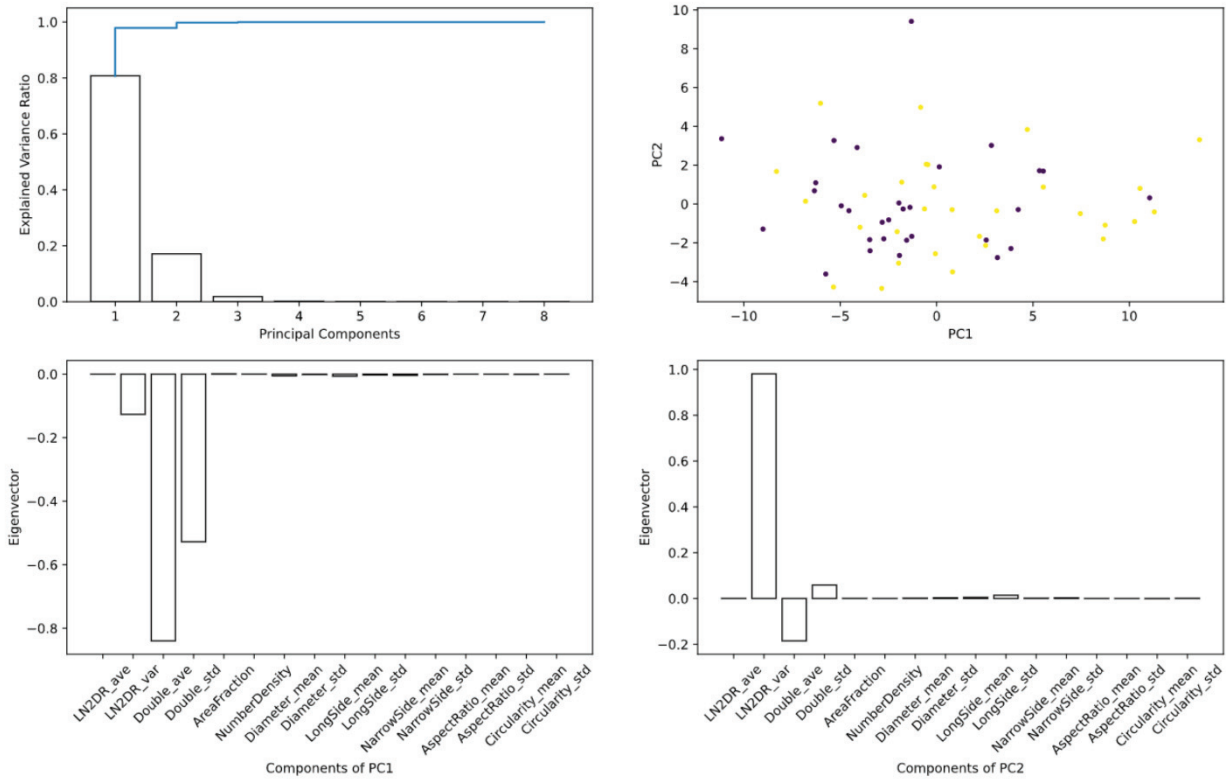 1.0
0.8
0.6
0.4
0.2
0.0
Explained Variance Ratio
1 2 3 4 5 6 7 8
Principal Components
10
8
6
4
2
0
−2
−4
PC2
−10 −5 0 5 10
PC1
0.0
−0.2
−0.4
−0.6
−0.8
Eigenvector
LN2DR_ave
LN2DR_var
Double_ave
Double_std
AreaFraction
NumberDensity
Diameter_mean
Diameter_std
LongSide_mean
LongSide_std
NarrowSide_mean
NarrowSide_std
AspectRatio_mean
AspectRatio_std
Circularity_mean
Circularity_std
Components of PC1
1.0
0.8
0.6
0.4
0.2
0.0
−0.2
Eigenvector
LN2DR_ave
LN2DR_var
Double_ave
Double_std
AreaFraction
NumberDensity
Diameter_mean
Diameter_std
LongSide_mean
LongSide_std
NarrowSide_mean
NarrowSide_std
AspectRatio_mean
AspectRatio_std
Circularity_mean
Circularity_std
Components of PC2